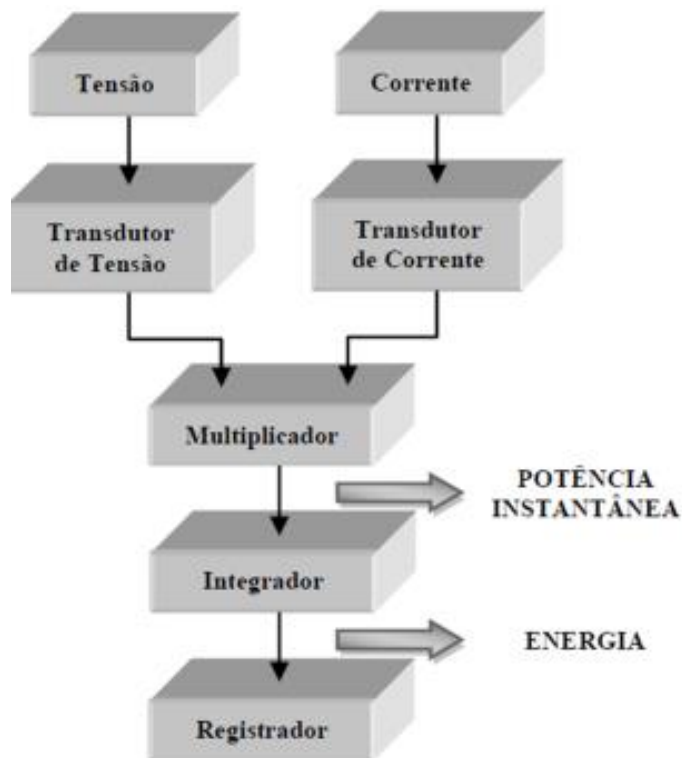 Tensão
Corrente
Transdutor
de Tensão
Transdutor
de Corrente
Multiplicador
POTÊNCIA
INSTANTÂNEA
Integrador
ENERGIA
Registrador